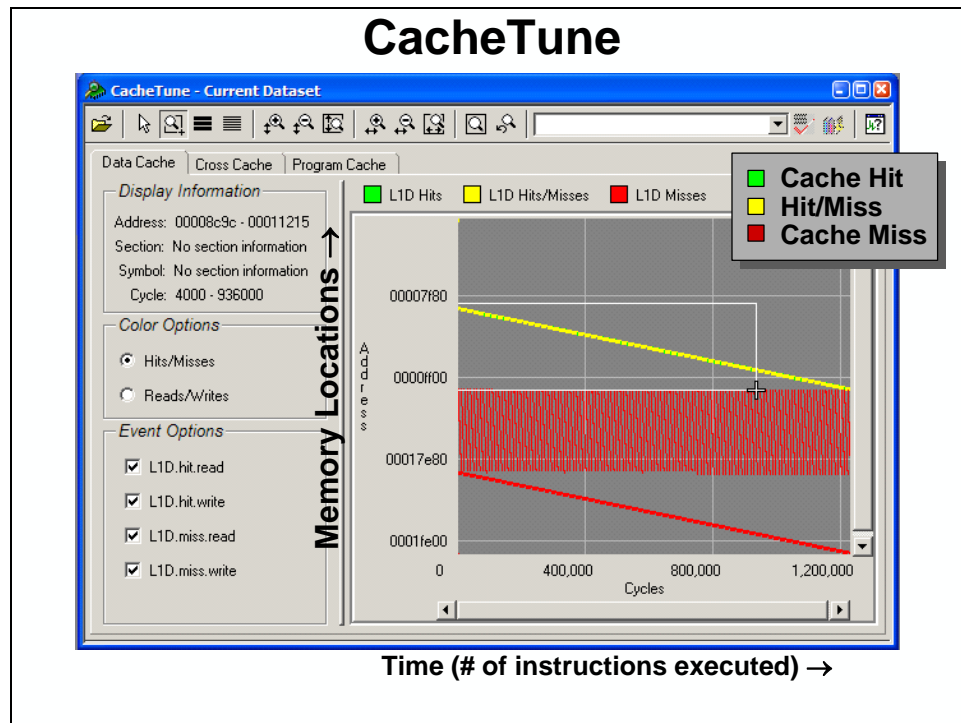 CacheTune
CacheTune - Current Dataset
Data Cache
Cross Cache
Program Cache
Display Information
Address: 00008c9c - 00011215
Section: No section information
Symbol: No section information
Cycle: 4000 - 936000
Color Options
Hits/Misses
Reads/Writes
Event Options
L1D.hit.read
L1D.hit.write
L1D.miss.read
L1D.miss.write
Memory Locations →
L1D Hits
L1D Hits/Misses
L1D Misses
Cache Hit
Hit/Miss
Cache Miss
Address
00007f80
0000ff00
00017e80
0001fe00
0
400,000
800,000
1,200,000
Cycles
Time (# of instructions executed) →